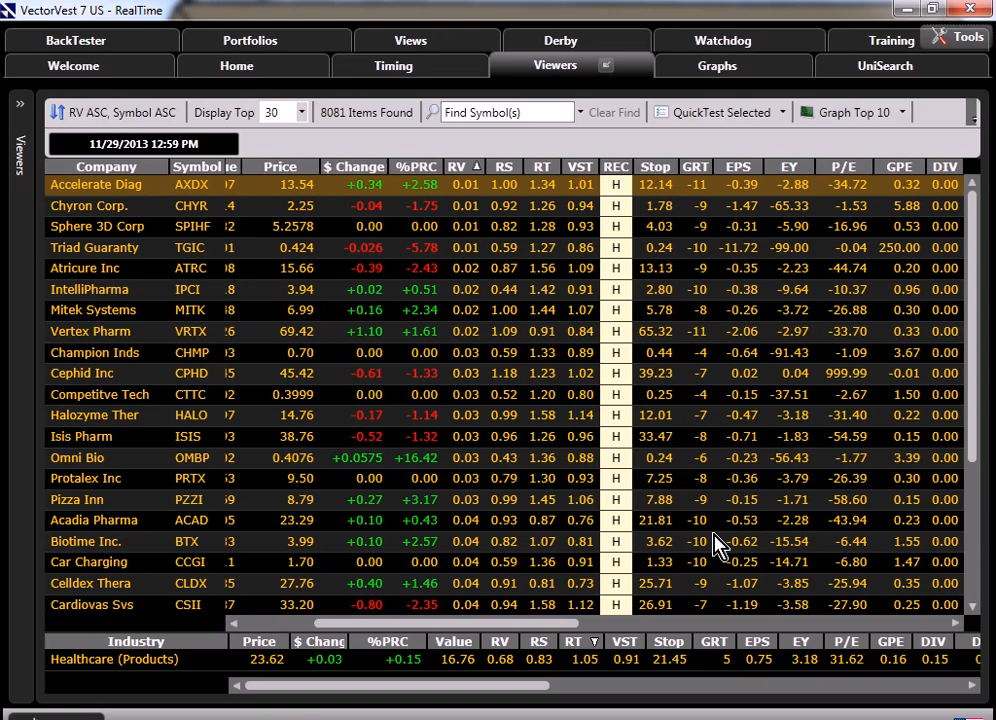 VectorVest 7 US - RealTime
BackTester Portfolios Views Derby Watchdog Training Tools
Welcome Home Timing Viewers Graphs UniSearch
Viewers
RV ASC, Symbol ASC Display Top 30 8081 Items Found Find Symbol(s) Clear Find QuickTest Selected Graph Top 10
11/29/2013 12:59 PM
Company Symbol Price $ Change %PRC RV RS RT VST REC Stop GRT EPS EY P/E GPE DIV
Accelerate Diag AXDX 13.54 +0.34 +2.58 0.01 1.00 1.34 1.01 H 12.14 -11 -0.39 -2.88 -34.72 0.32 0.00
Chyron Corp. CHYR 2.25 -0.04 -1.75 0.01 0.92 1.26 0.94 H 1.78 -9 -1.47 -65.33 -1.53 5.88 0.00
Sphere 3D Corp SPIHF 5.2578 0.00 0.00 0.01 0.82 1.28 0.93 H 4.03 -9 -0.31 -5.90 -16.96 0.53 0.00
Triad Guaranty TGIC 0.424 -0.026 -5.78 0.01 0.59 1.27 0.86 H 0.24 -10 -11.72 -99.00 -0.04 250.00 0.00
Atricure Inc ATRC 15.66 -0.39 -2.43 0.02 0.87 1.56 1.09 H 13.13 -9 -0.35 -2.23 -44.74 0.20 0.00
IntelliPharma IPCI 3.94 +0.02 +0.51 0.02 0.44 1.42 0.91 H 2.80 -10 -0.38 -9.64 -10.37 0.96 0.00
Mitek Systems MITK 6.99 +0.16 +2.34 0.02 1.00 1.44 1.07 H 5.78 -8 -0.26 -3.72 -26.88 0.30 0.00
Vertex Pharm VRTX 69.42 +1.10 +1.61 0.02 1.09 0.91 0.84 H 65.32 -11 -2.06 -2.97 -33.70 0.33 0.00
Champion Inds CHMP 0.70 0.00 0.00 0.03 0.59 1.33 0.89 H 0.44 -4 -0.64 -91.43 -1.09 3.67 0.00
Cephid Inc CPHD 45.42 -0.61 -1.33 0.03 1.18 1.23 1.02 H 39.23 -7 0.02 0.04 999.99 -0.01 0.00
Competitve Tech CTTC 0.3999 0.00 0.00 0.03 0.52 1.20 0.80 H 0.25 -4 -0.15 -37.51 -2.67 1.50 0.00
Halozyme Ther HALO 14.76 -0.17 -1.14 0.03 0.99 1.58 1.14 H 12.01 -7 -0.47 -3.18 -31.40 0.22 0.00
Isis Pharm ISIS 38.76 -0.52 -1.32 0.03 0.96 1.26 0.96 H 33.47 -8 -0.71 -1.83 -54.59 0.15 0.00
Omni Bio OMBP 0.4076 +0.0575 +16.42 0.03 0.43 1.36 0.88 H 0.24 -6 -0.23 -56.43 -1.77 3.39 0.00
Protalex Inc PRTX 9.50 0.00 0.00 0.03 0.79 1.30 0.93 H 7.25 -8 -0.36 -3.79 -26.39 0.30 0.00
Pizza Inn PZZI 8.79 +0.27 +3.17 0.03 0.99 1.45 1.06 H 7.88 -9 -0.15 -1.71 -58.60 0.15 0.00
Acadia Pharma ACAD 23.29 +0.10 +0.43 0.04 0.93 0.87 0.76 H 21.81 -10 -0.53 -2.28 -43.94 0.23 0.00
Biotime Inc. BTX 3.99 +0.10 +2.57 0.04 0.82 1.07 0.81 H 3.62 -10 -0.62 -15.54 -6.44 1.55 0.00
Car Charging CCGI 1.70 0.00 0.00 0.04 0.59 1.36 0.91 H 1.33 -10 -0.25 -14.71 -6.80 1.47 0.00
Celldex Thera CLDX 27.76 +0.40 +1.46 0.04 0.91 0.81 0.73 H 25.71 -9 -1.07 -3.85 -25.94 0.35 0.00
Cardiovas Svs CSII 33.20 -0.80 -2.35 0.04 0.94 1.58 1.12 H 26.91 -7 -1.19 -3.58 -27.90 0.25 0.00
Industry Price $ Chang %PRC Value RV RS RT VST Stop GRT EPS EY P/E GPE DIV
Healthcare (Products) 23.62 +0.03 +0.15 16.76 0.68 0.83 1.05 0.91 21.45 5 0.75 3.18 31.62 0.16 0.15